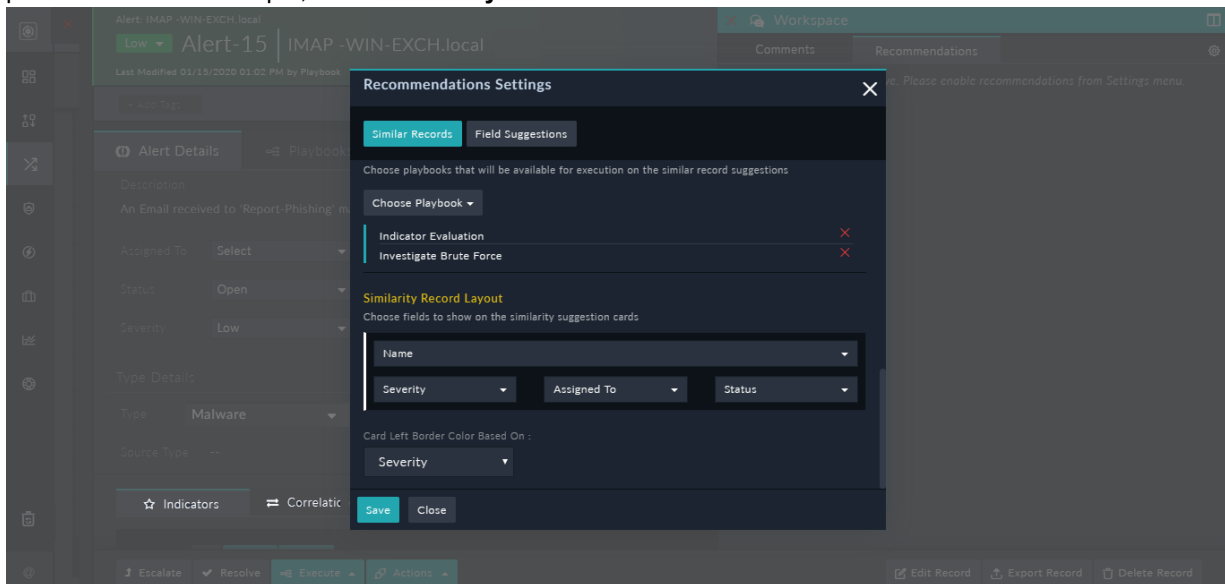 Alert: IMAP -WIN-EXCH.local
Low Alert-15 | IMAP -WIN-EXCH.local
Last Modified 01/15/2020 01:02 PM by Playbook
+ Add Tags
Alert Details Playbooks
Description
An Email received to 'Report-Phishing' m
Assigned To Select
Status Open
Severity Low
Type Details
Type Malware
Source Type --
Indicators Correlatic
Escalate Resolve Execute Actions
Workspace
Comments Recommendations
Please enable recommendations from Settings menu.
Edit Record Export Record Delete Record
Recommendations Settings
Similar Records Field Suggestions
Choose playbooks that will be available for execution on the similar record suggestions
Choose Playbook
Indicator Evaluation
Investigate Brute Force
Similarity Record Layout
Choose fields to show on the similarity suggestion cards
Name
Severity Assigned To Status
Card Left Border Color Based On :
Severity
Save Close